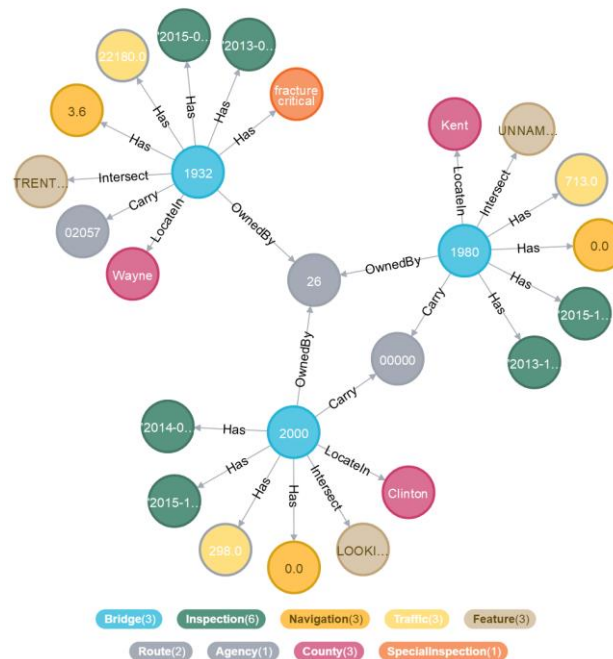 2015-0...
2013-0...
22180.0
fracture
critical
3.6
Has
Has
Has
Has
Has
TRENT...
Intersect
1932
Carry
02057
LocateIn
Wayne
OwnedBy
Kent
UNNAM...
LocateIn
Intersect
713.0
Has
0.0
Has
1980
OwnedBy
Has
2015-1...
Has
2013-1...
Carry
26
00000
OwnedBy
Carry
2014-0...
Has
2000
Has
LocateIn
Clinton
2015-1...
Has
Has
Intersect
298.0
0.0
LOOKI...
Bridge(3)
Inspection(6)
Navigation(3)
Traffic(3)
Feature(3)
Route(2)
Agency(1)
County(3)
SpecialInspection(1)